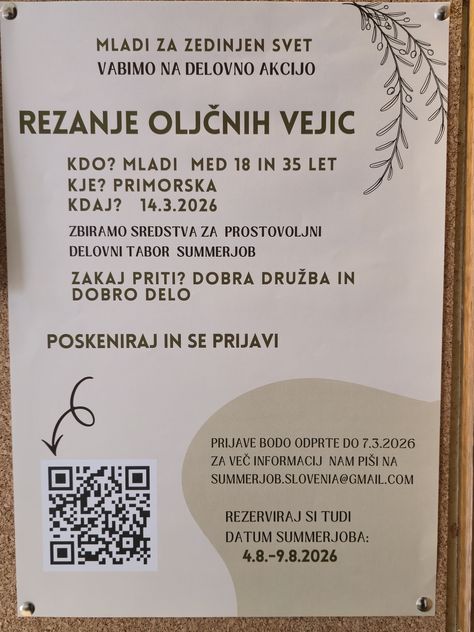 MLADI ZA ZEDINJEN SVET
VABIMO NA DELOVNO AKCIJO
REZANJE OLJČNIH VEJIC
KDO? MLADI MED 18 IN 35 LET
KJE? PRIMORSKA
KDAJ? 14.3.2026
ZBIRAMO SREDSTVA ZA PROSTOVOLJNI
DELOVNI TABOR SUMMERJOB
ZAKAJ PRITI? DOBRA DRUŽBA IN
DOBRO DELO
POSKENIRAJ IN SE PRIJAVI
PRIJAVE BODO ODPRTE DO 7.3.2026
ZA VEČ INFORMACIJ NAM PIŠI NA
SUMMERJOB.SLOVENIA@GMAIL.COM
REZERVIRAJ SI TUDI
DATUM SUMMERJOBA:
4.8.-9.8.2026